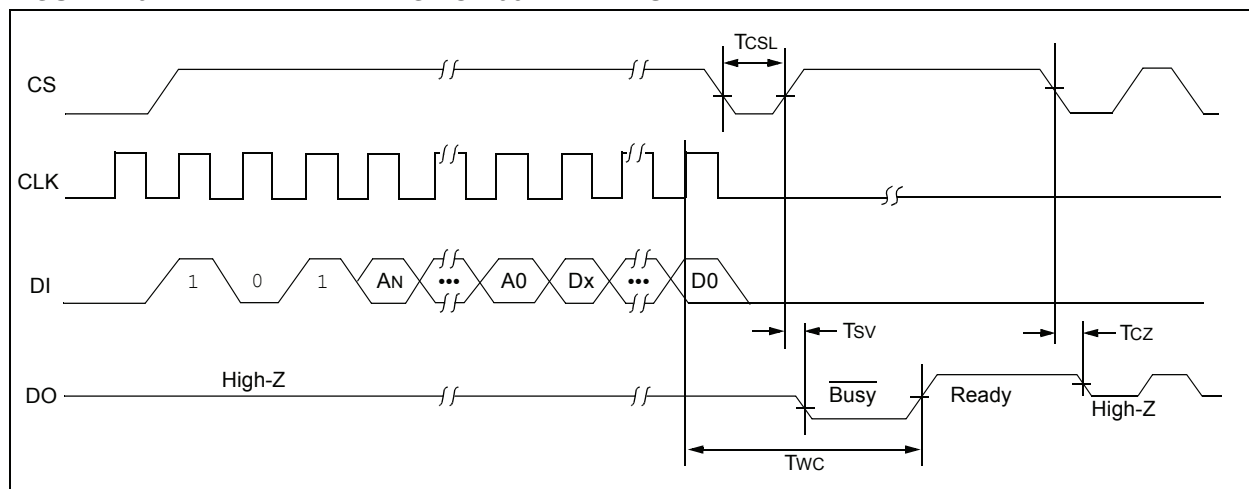 TCSL
CS
CLK
DI
1 0 1 AN ••• A0 Dx ••• D0
TSV
TCZ
High-Z
DO
Busy
Ready
High-Z
TWC